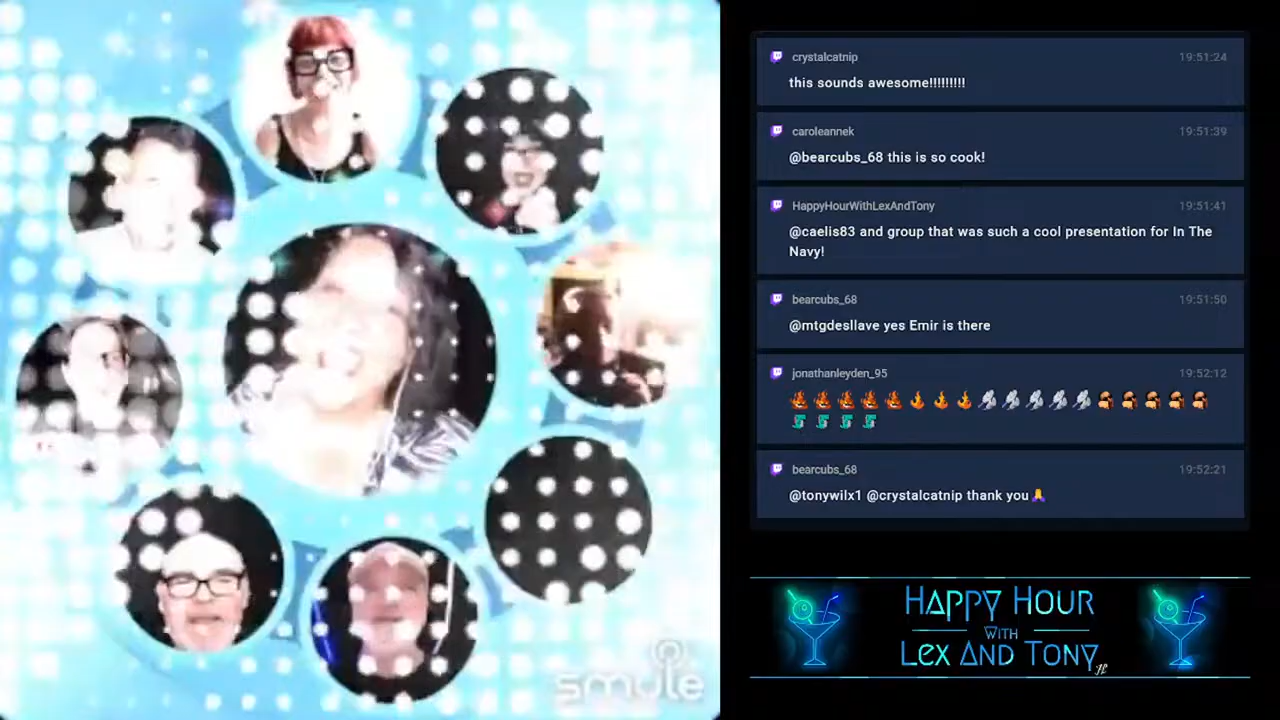 crystalcatnip 19:51:24
this sounds awesome!!!!!!!!!
caroleannek 19:51:39
@bearcubs_68 this is so cook!
HappyHourWithLexAndTony 19:51:41
@caelis83 and group that was such a cool presentation for In The
Navy!
bearcubs_68 19:51:50
@mtgdesllave yes Emir is there
jonathanleyden_95 19:52:12
bearcubs_68 19:52:21
@tonywilx1 @crystalcatnip thank you
Happy Hour
with
Lex And Tony
smule